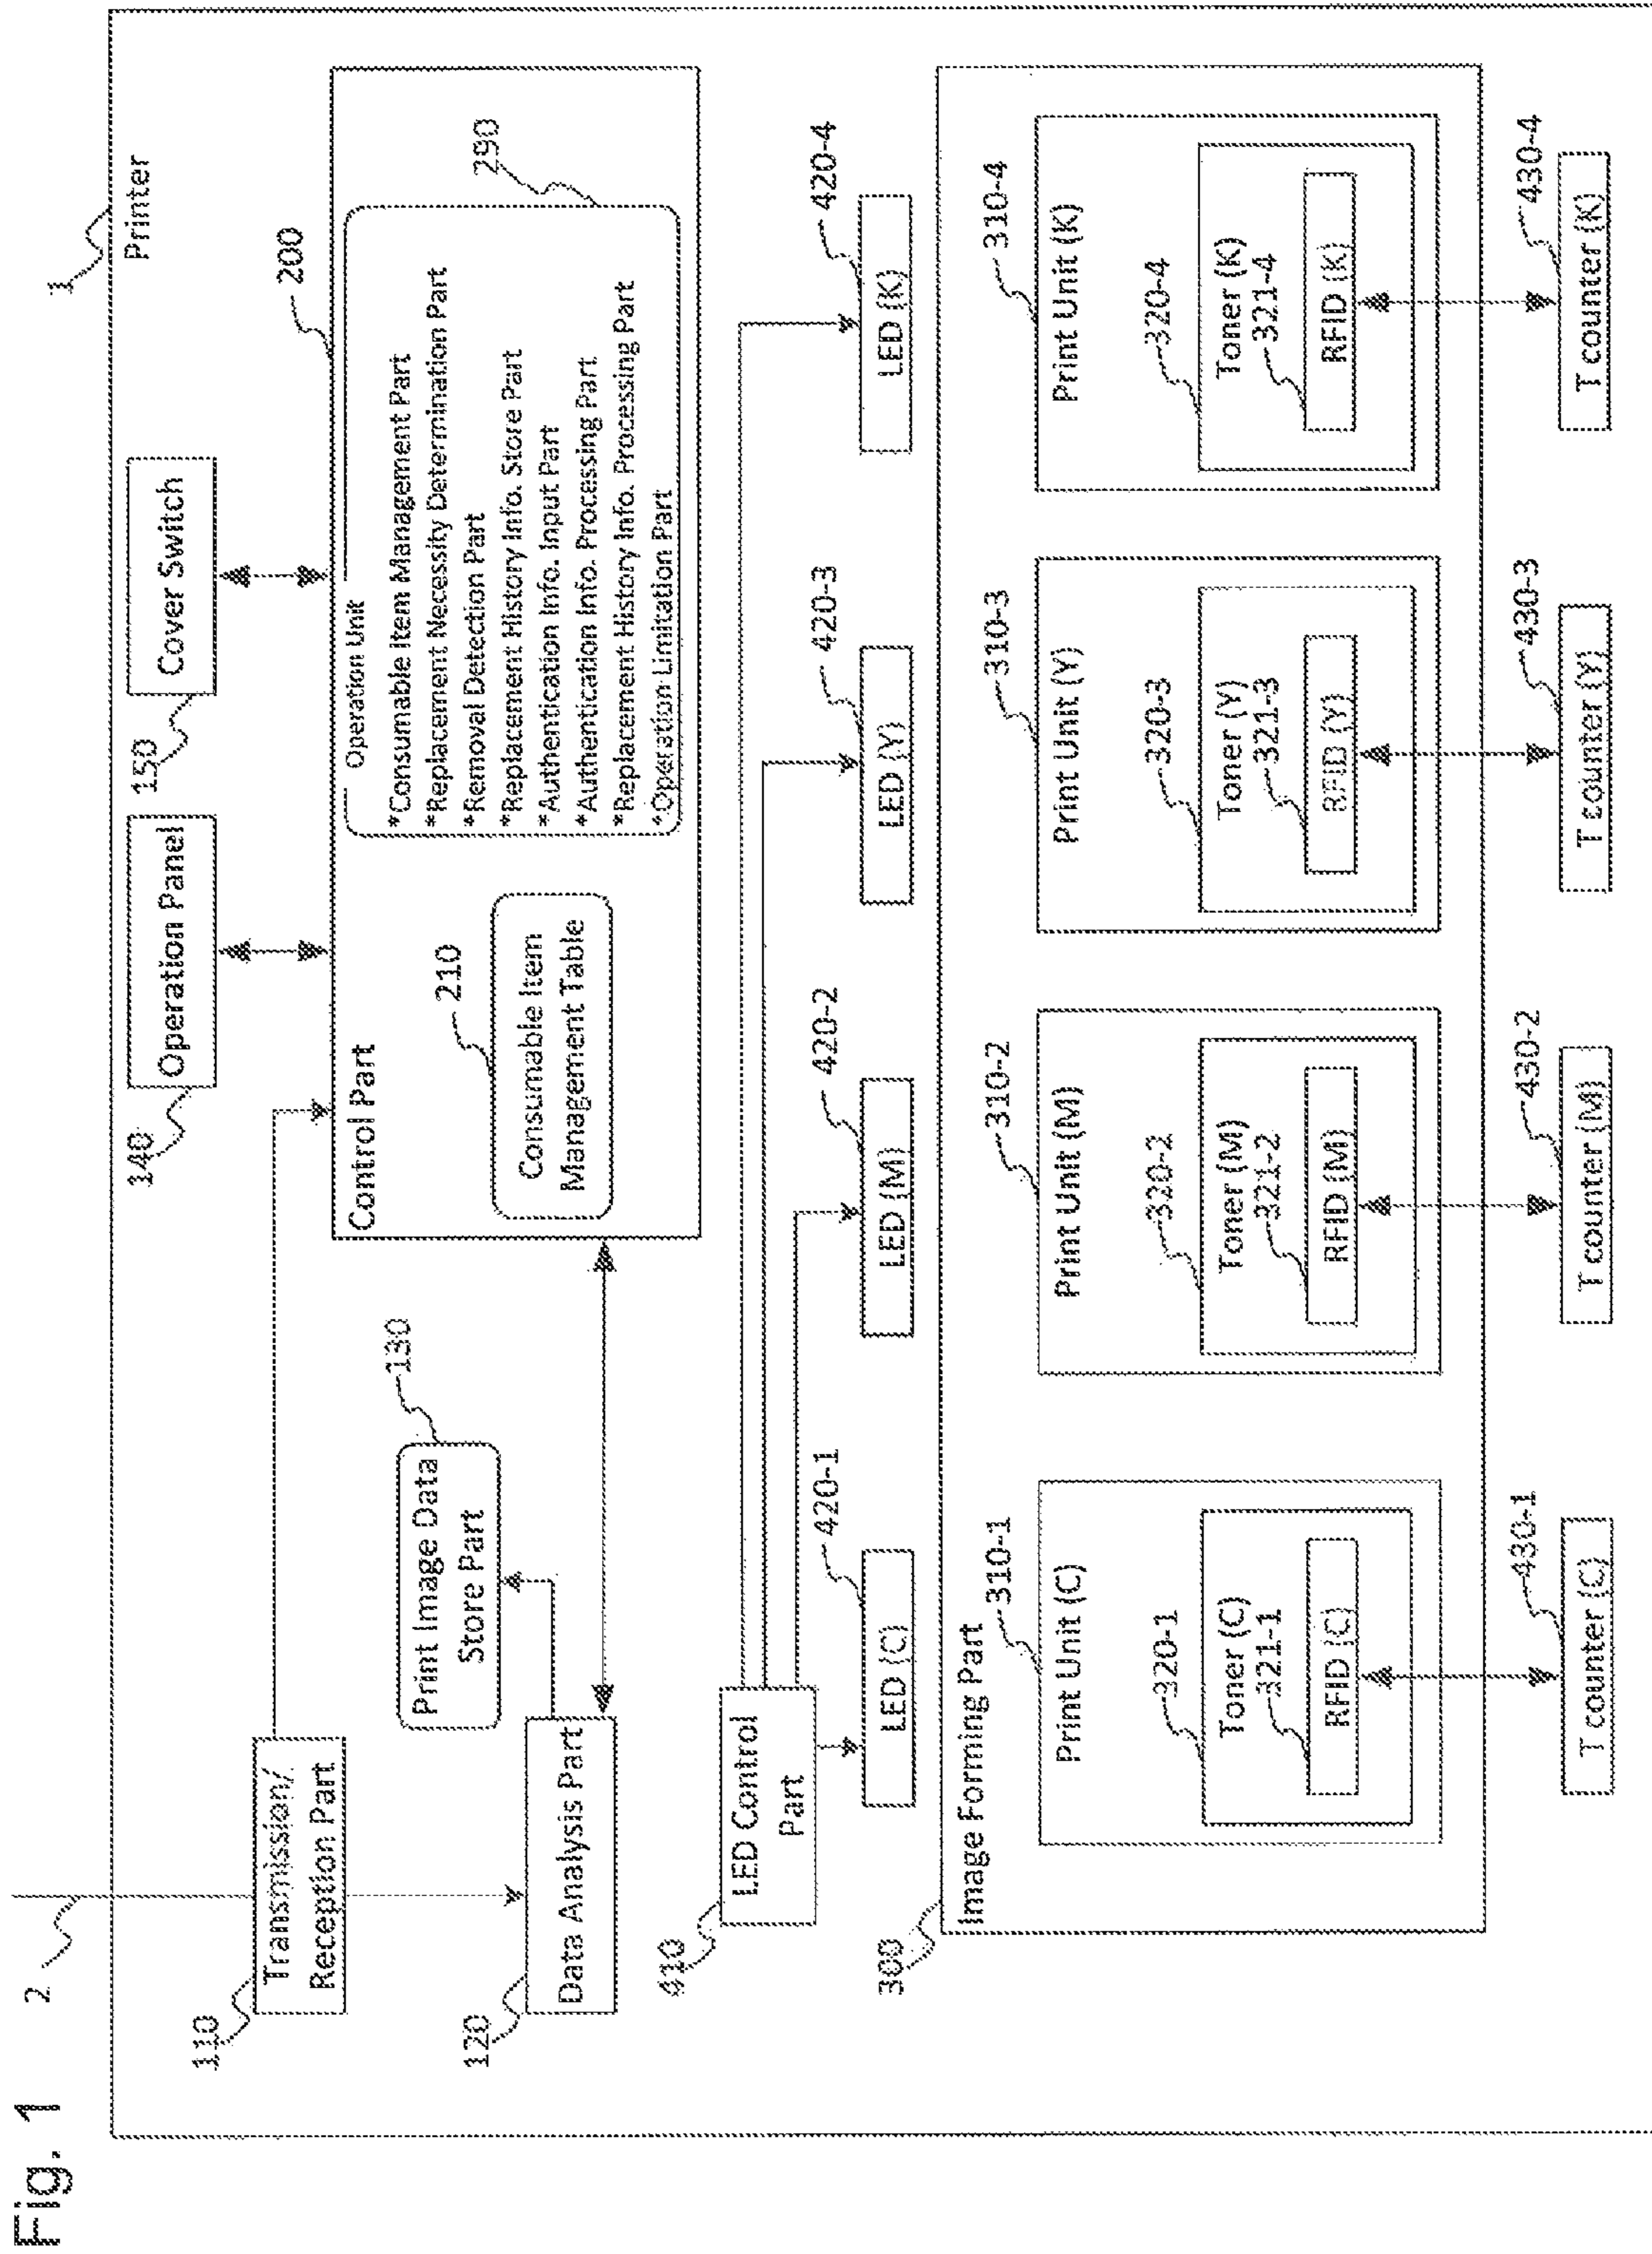 Fig. 1
1
Printer
2
110
Transmission/
Reception Part
140
Operation Panel
150
Cover Switch
120
Data Analysis Part
130
Print Image Data
Store Part
200
Control Part
210
Consumable Item
Management Table
290
Operation Unit
*Consumable Item Management Part
*Replacement Necessity Determination Part
*Removal Detection Part
*Replacement History Info. Store Part
*Authentication Info. Input Part
*Authentication Info. Processing Part
*Replacement History Info. Processing Part
*Operation Limitation Part
410
LED Control
Part
420-1
LED (C)
420-2
LED (M)
420-3
LED (Y)
420-4
LED (K)
300
Image Forming Part
310-1
Print Unit (C)
320-1
Toner (C)
321-1
RFID (C)
310-2
Print Unit (M)
320-2
Toner (M)
321-2
RFID (M)
310-3
Print Unit (Y)
320-3
Toner (Y)
321-3
RFID (Y)
310-4
Print Unit (K)
320-4
Toner (K)
321-4
RFID (K)
430-1
T counter (C)
430-2
T counter (M)
430-3
T counter (Y)
430-4
T counter (K)